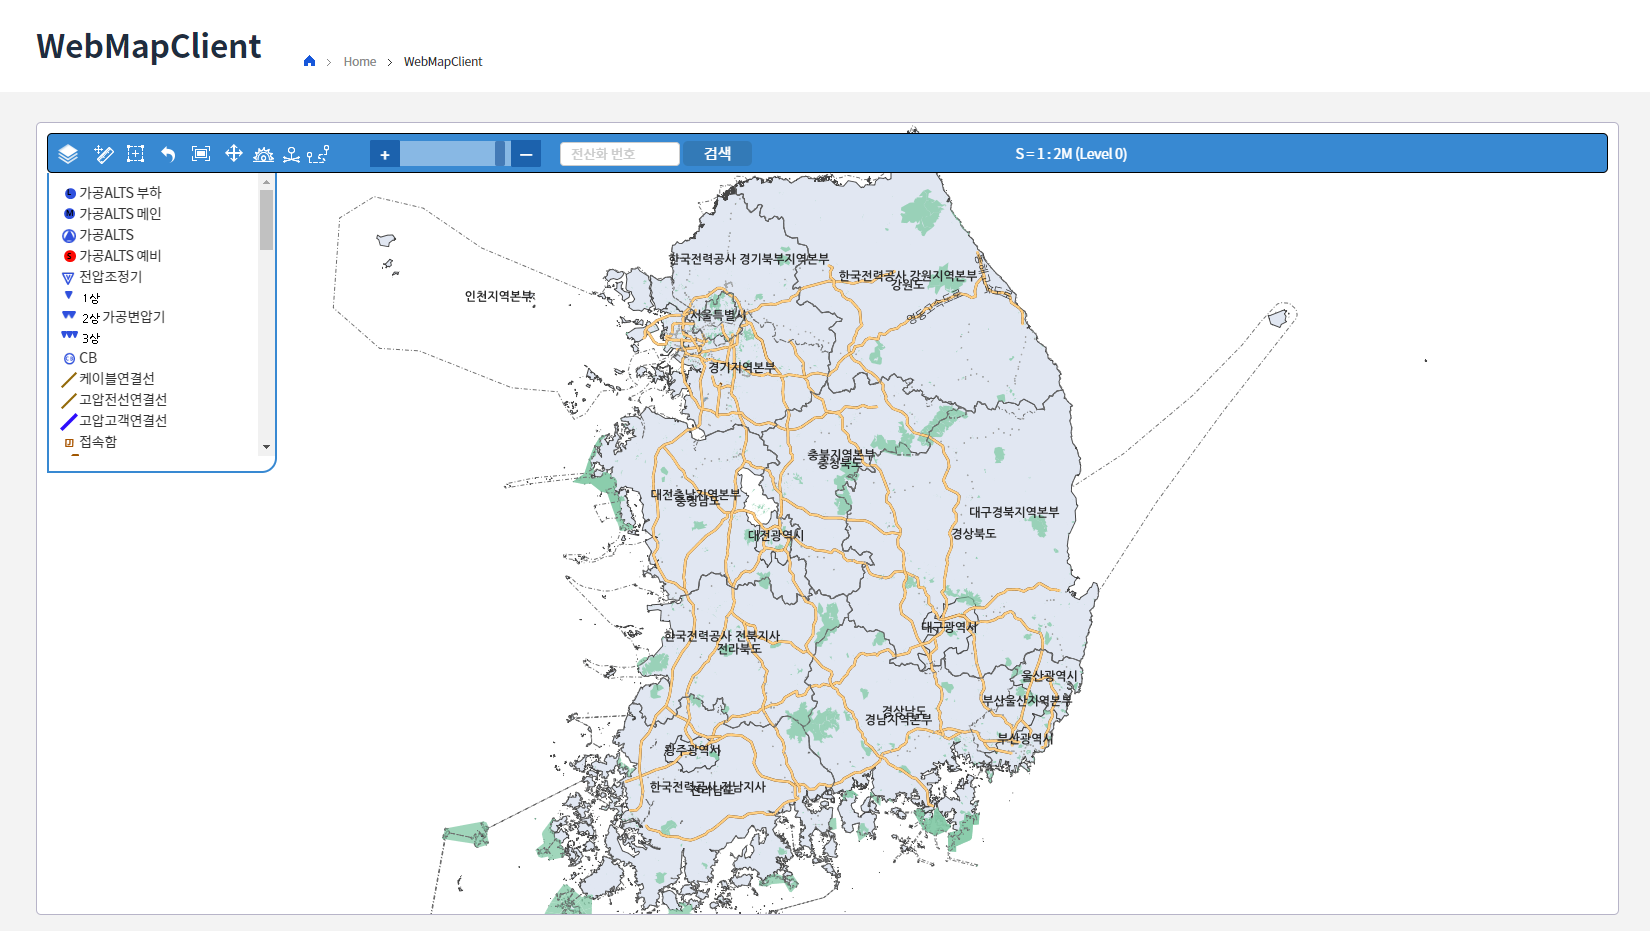 WebMapClient
Home
WebMapClient
전산화 번호
검색
S = 1 : 2M (Level 0)
가공ALTS 부하
가공ALTS 메인
가공ALTS
가공ALTS 예비
전압조정기
1상
2상 가공변압기
3상
CB
케이블연결선
고압전선연결선
고압고객연결선
접속함
한국전력공사 경기북부지역본부
한국전력공사 강원지역본부
강원도
동해고속도로
인천지역본부
영동고속도로
서울특별시
경기지역본부
충북지역본부
충청북도
대전충남지역본부
충청남도
대구경북지역본부
경상북도
대전광역시
대구광역시
한국전력공사 전북지사
전라북도
울산광역시
부산울산지역본부
경상남도
경남지역본부
부산광역시
광주광역시
한국전력공사 전남지사
전라남도